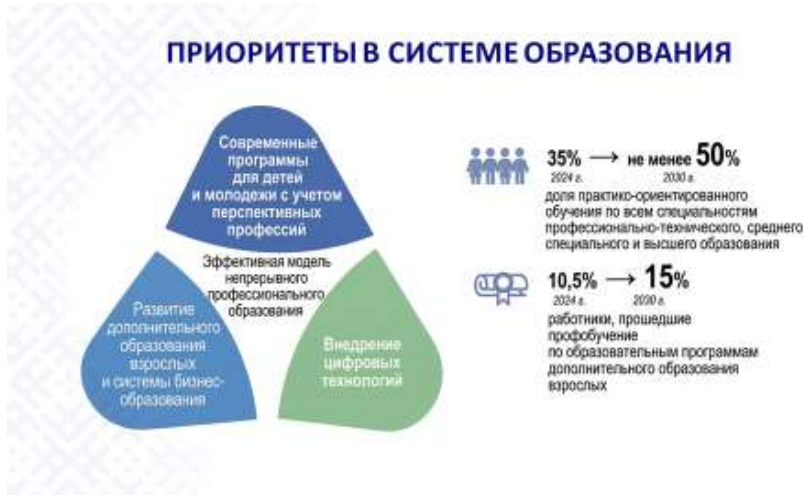 ПРИОРИТЕТЫ В СИСТЕМЕ ОБРАЗОВАНИЯ
Современные
программы
для детей
и молодежи с учетом
перспективных
профессий
Эффективная модель
непрерывного
профессионального
образования
Развитие
дополнительного
образования
взрослых
и системы бизнес-
образования
Внедрение
цифровых
технологий
35% → не менее 50%
2024 г. 2030 г.
доля практико-ориентированного
обучения по всем специальностям
профессионально-технического, среднего
специального и высшего образования
10,5% → 15%
2024 г. 2030 г.
работники, прошедшие
профобучение
по образовательным программам
дополнительного образования
взрослых